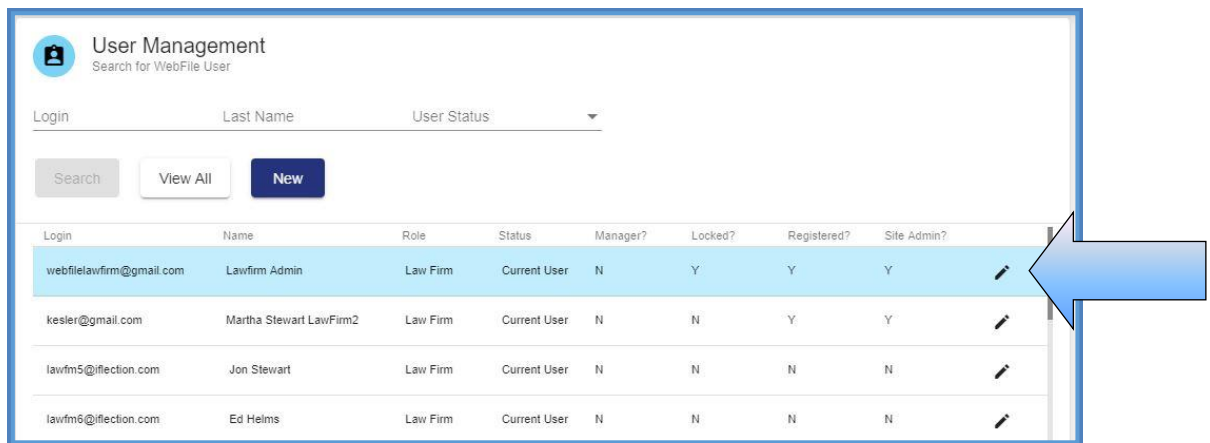 User Management
Search for WebFile User
Login Last Name User Status
Search View All New
Login Name Role Status Manager? Locked? Registered? Site Admin?
webfilelawfirm@gmail.com Lawfirm Admin Law Firm Current User N Y Y Y
kesler@gmail.com Martha Stewart LawFirm2 Law Firm Current User N N Y Y
lawfm5@iflection.com Jon Stewart Law Firm Current User N N N N
lawfm6@iflection.com Ed Helms Law Firm Current User N N N N